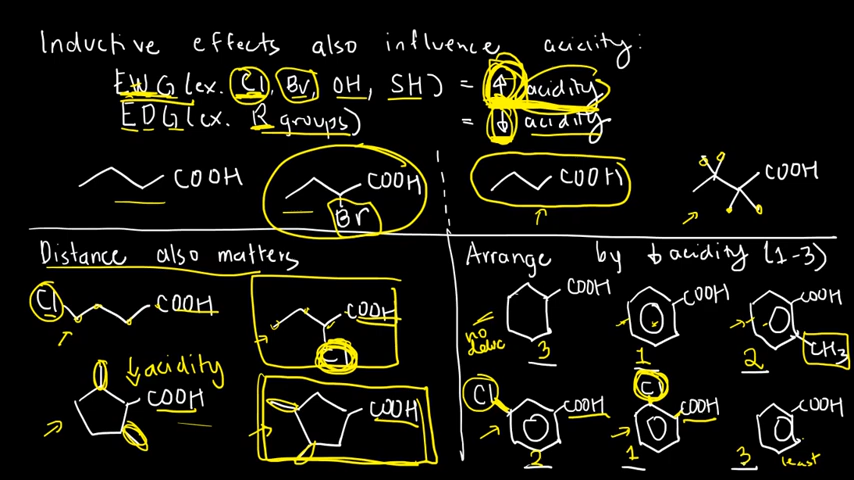 Inductive effects also influence acidity:
EWG (ex. Cl, Br, OH, SH) = ↑ acidity
EDG (ex. R groups) = ↓ acidity
COOH
COOH
Br
COOH
COOH
Distance also matters
Cl COOH
COOH
Cl
↓ acidity
COOH
COOH
Arrange by ↓ acidity (1-3)
COOH
no
deloc
3
COOH
1
COOH
CH3
2
Cl COOH
2
Cl
COOH
1
COOH
3 least